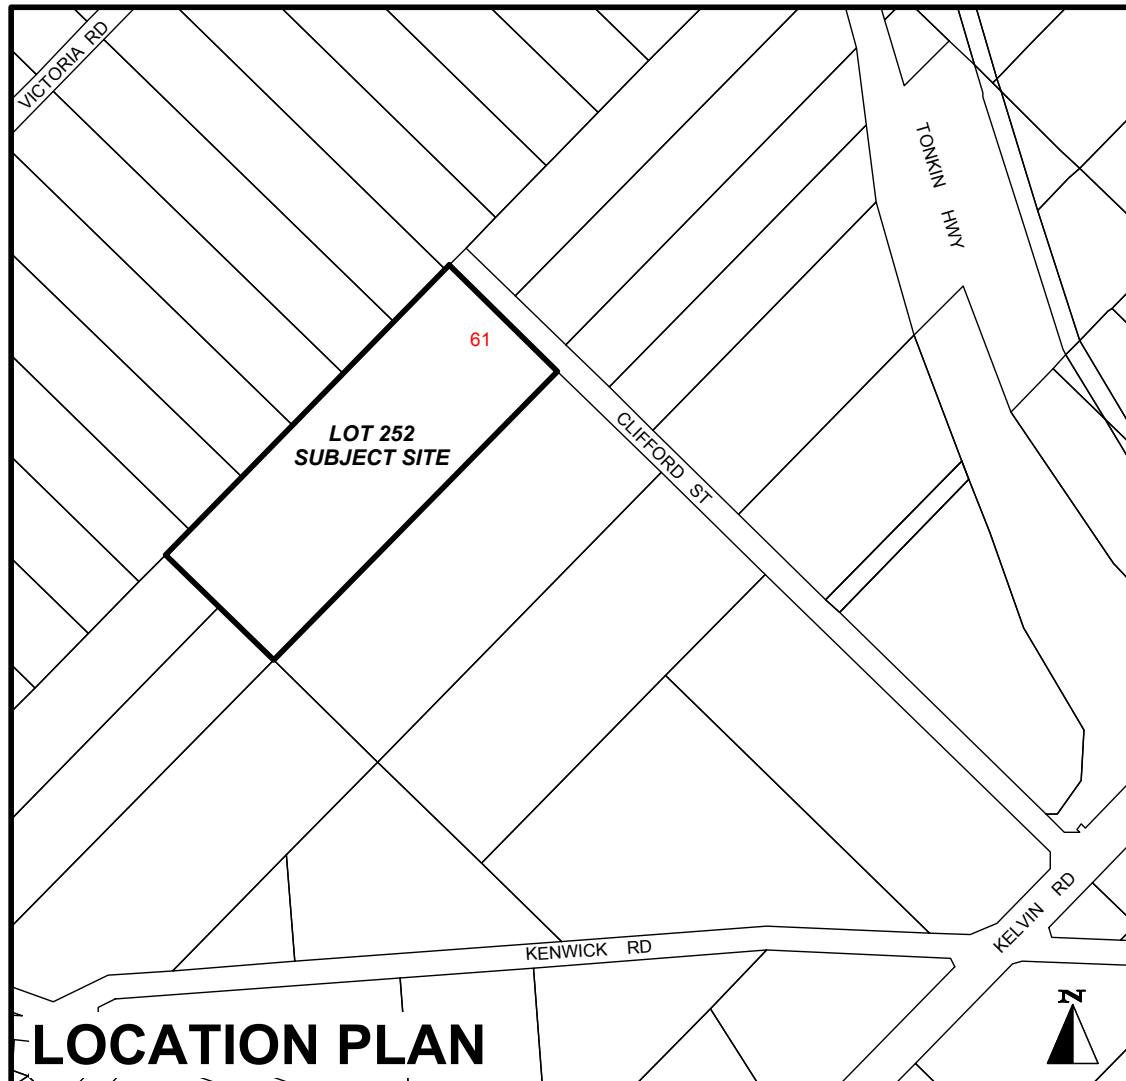 VICTORIA RD
TONKIN HWY
61
LOT 252
SUBJECT SITE
CLIFFORD ST
KELVIN RD
KENWICK RD
N
LOCATION PLAN